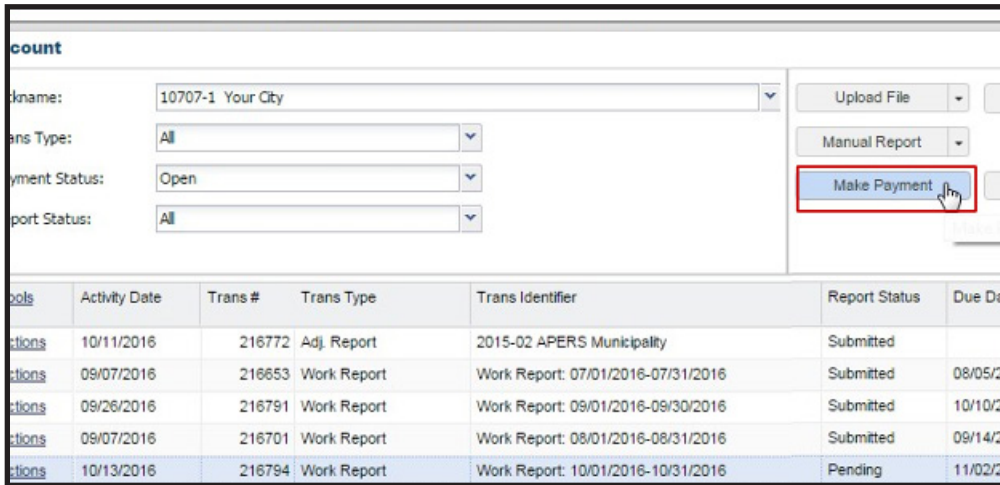 count
kname: 10707-1 Your City Upload File
ans Type: All Manual Report
yment Status: Open Make Payment
port Status: All
ools Activity Date Trans # Trans Type Trans Identifier Report Status Due Da
ctions 10/11/2016 216772 Adj. Report 2015-02 APERS Municipality Submitted
ctions 09/07/2016 216653 Work Report Work Report: 07/01/2016-07/31/2016 Submitted 08/05/2
ctions 09/26/2016 216791 Work Report Work Report: 09/01/2016-09/30/2016 Submitted 10/10/2
ctions 09/07/2016 216701 Work Report Work Report: 08/01/2016-08/31/2016 Submitted 09/14/2
ctions 10/13/2016 216794 Work Report Work Report: 10/01/2016-10/31/2016 Pending 11/02/2